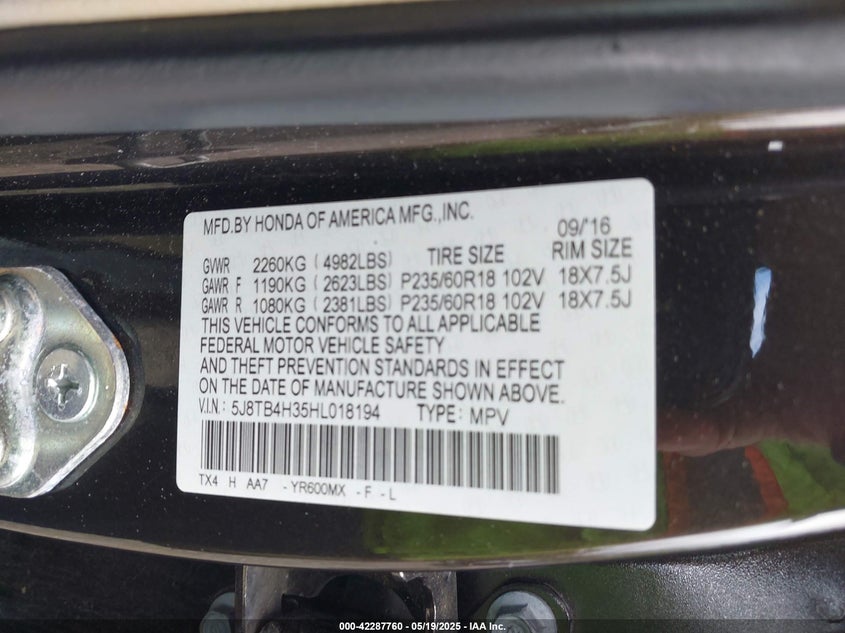 MFD.BY HONDA OF AMERICA MFG.,INC.
09/'16
GVWR 2260KG ( 4982LBS) TIRE SIZE RIM SIZE
GAWR F 1190KG ( 2623LBS) P235/60R18 102V 18X7.5J
GAWR R 1080KG ( 2381LBS) P235/60R18 102V 18X7.5J
THIS VEHICLE CONFORMS TO ALL APPLICABLE
FEDERAL MOTOR VEHICLE SAFETY
AND THEFT PREVENTION STANDARDS IN EFFECT
ON THE DATE OF MANUFACTURE SHOWN ABOVE.
V.I.N.: 5J8TB4H35HL018194 TYPE: MPV
TX4 H AA7 -YR600MX -F -L
000-42287760 - 05/19/2025 - IAA Inc.